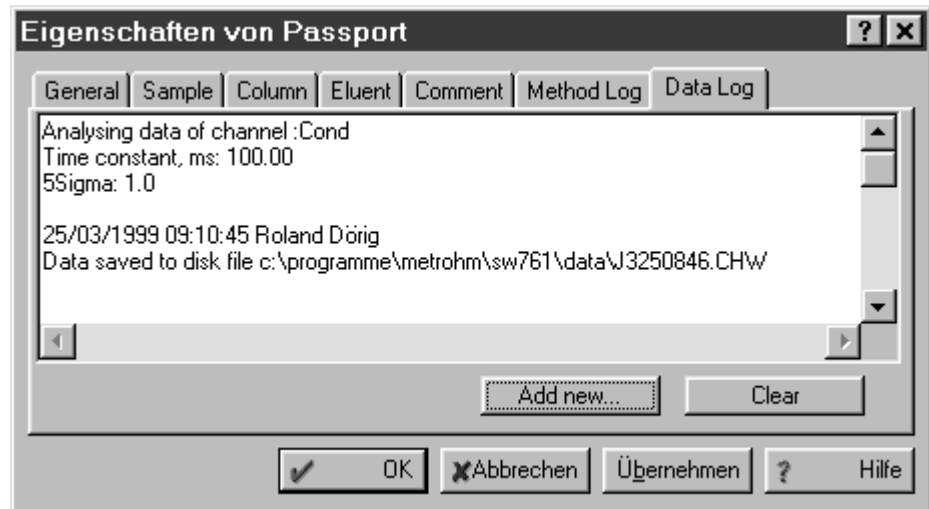 Eigenschaften von Passport
? x
General Sample Column Eluent Comment Method Log Data Log
Analysing data of channel :Cond
Time constant, ms: 100.00
5Sigma: 1.0
25/03/1999 09:10:45 Roland Dörig
Data saved to disk file c:\programme\metrohm\sw761\data\J3250846.CHW
Add new... Clear
OK Abbrechen Übernehmen ? Hilfe